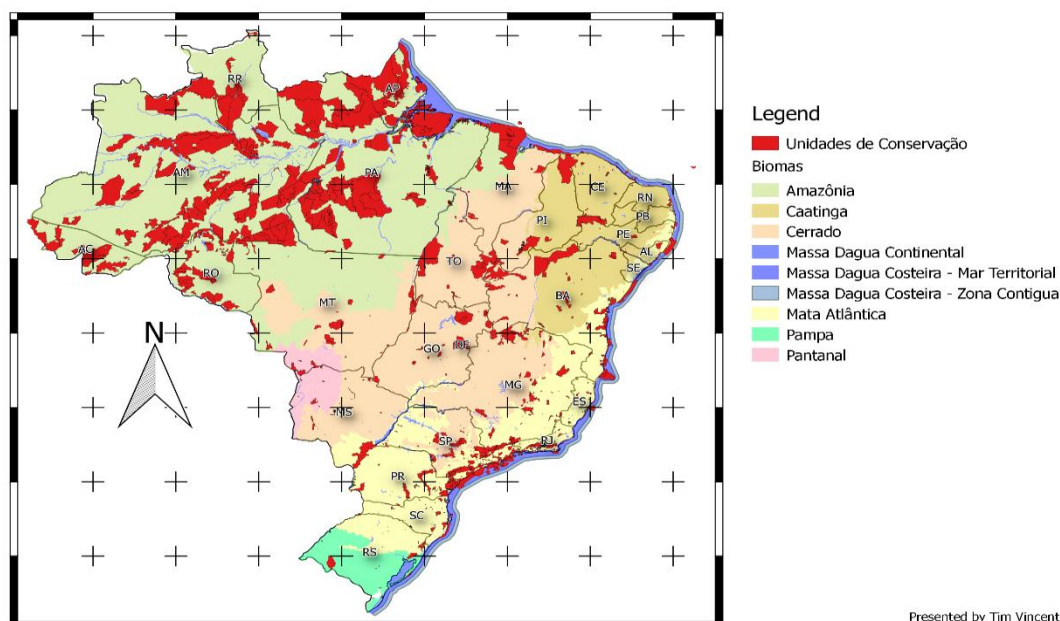 RR
AP
AM
PA
MA
CE
RN
PB
PI
PE
AL
AC
SE
TO
RO
BA
MT
GO
DF
MG
ES
MS
SP
RJ
PR
SC
RS
N
Legend
Unidades de Conservação
Biomas
Amazônia
Caatinga
Cerrado
Massa Dagua Continental
Massa Dagua Costeira - Mar Territorial
Massa Dagua Costeira - Zona Contigua
Mata Atlântica
Pampa
Pantanal
Presented by Tim Vincent